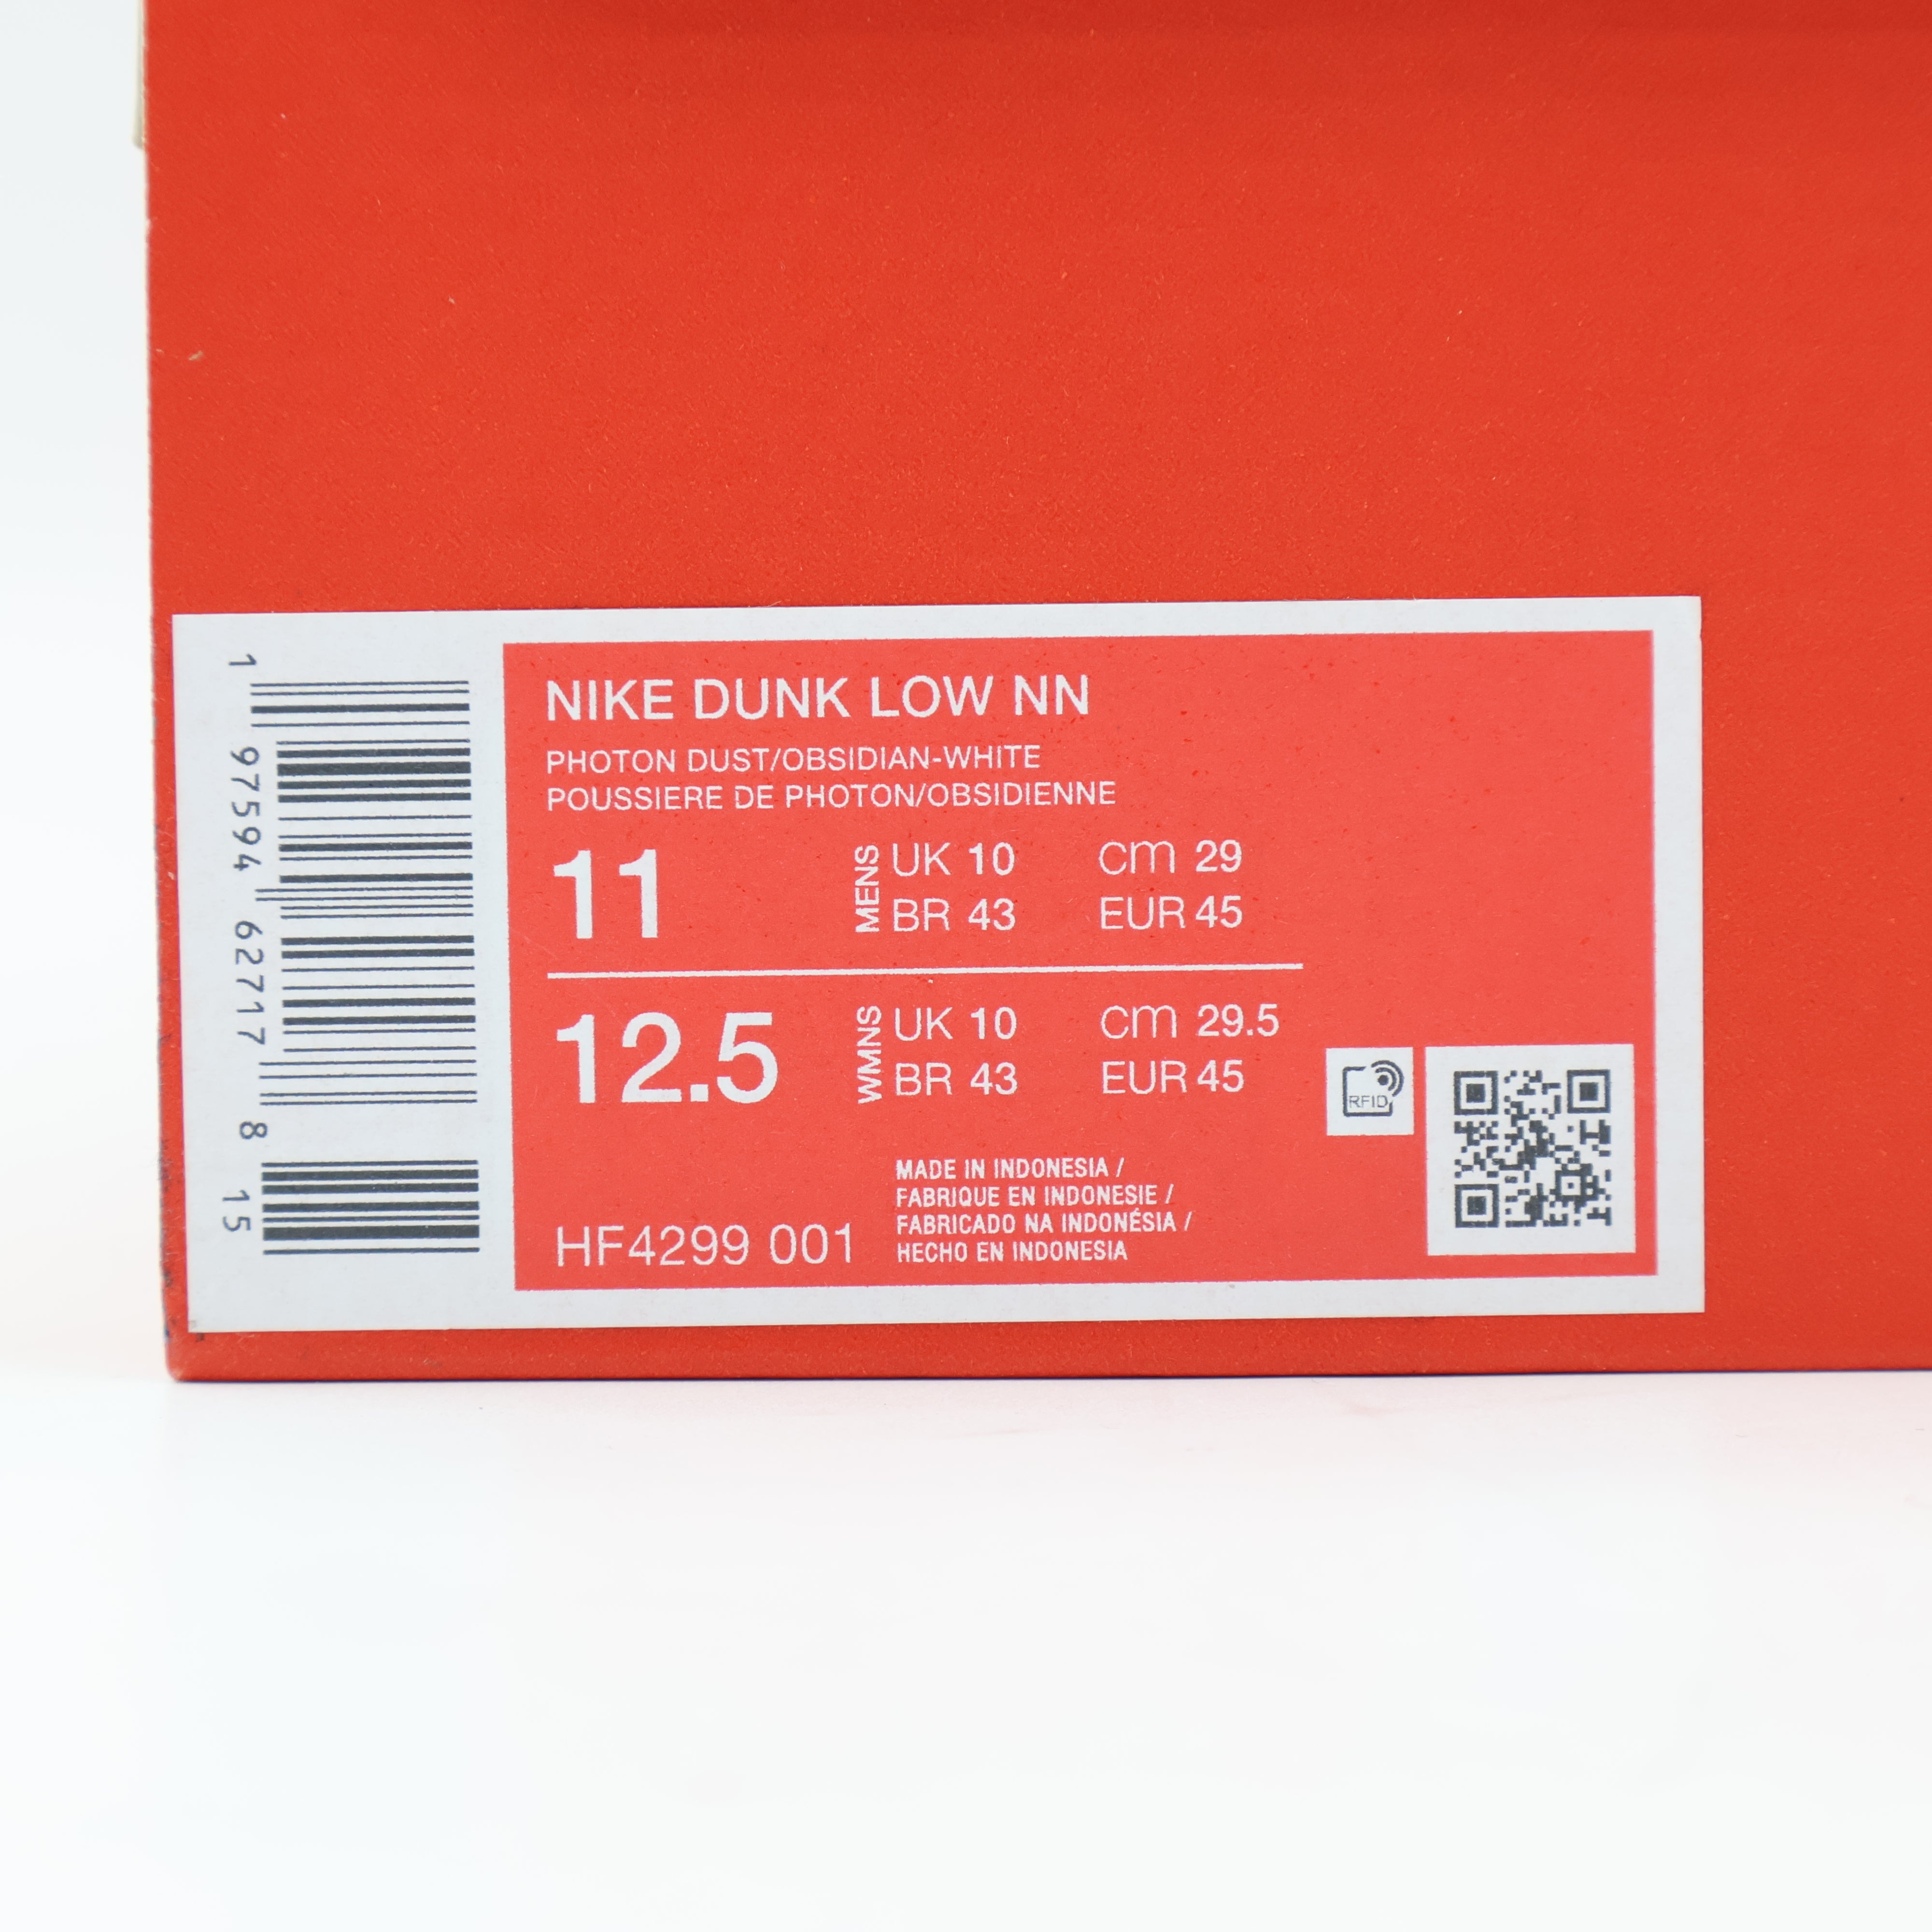 1 97594 62717 8 15
NIKE DUNK LOW NN
PHOTON DUST/OBSIDIAN-WHITE
POUSSIERE DE PHOTON/OBSIDIENNE
11 MENS UK 10 cm 29
BR 43 EUR 45
12.5 WMNS UK 10 cm 29.5
BR 43 EUR 45
RFID
MADE IN INDONESIA /
FABRIQUE EN INDONESIE /
FABRICADO NA INDONÉSIA /
HECHO EN INDONESIA
HF4299 001